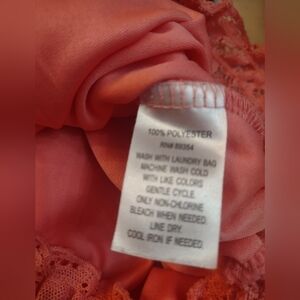 100% POLYESTER
RN# 89354
WASH WITH LAUNDRY BAG
MACHINE WASH COLD
WITH LIKE COLORS
GENTLE CYCLE
ONLY NON-CHLORINE
BLEACH WHEN NEEDED
LINE DRY
COOL IRON IF NEEDED